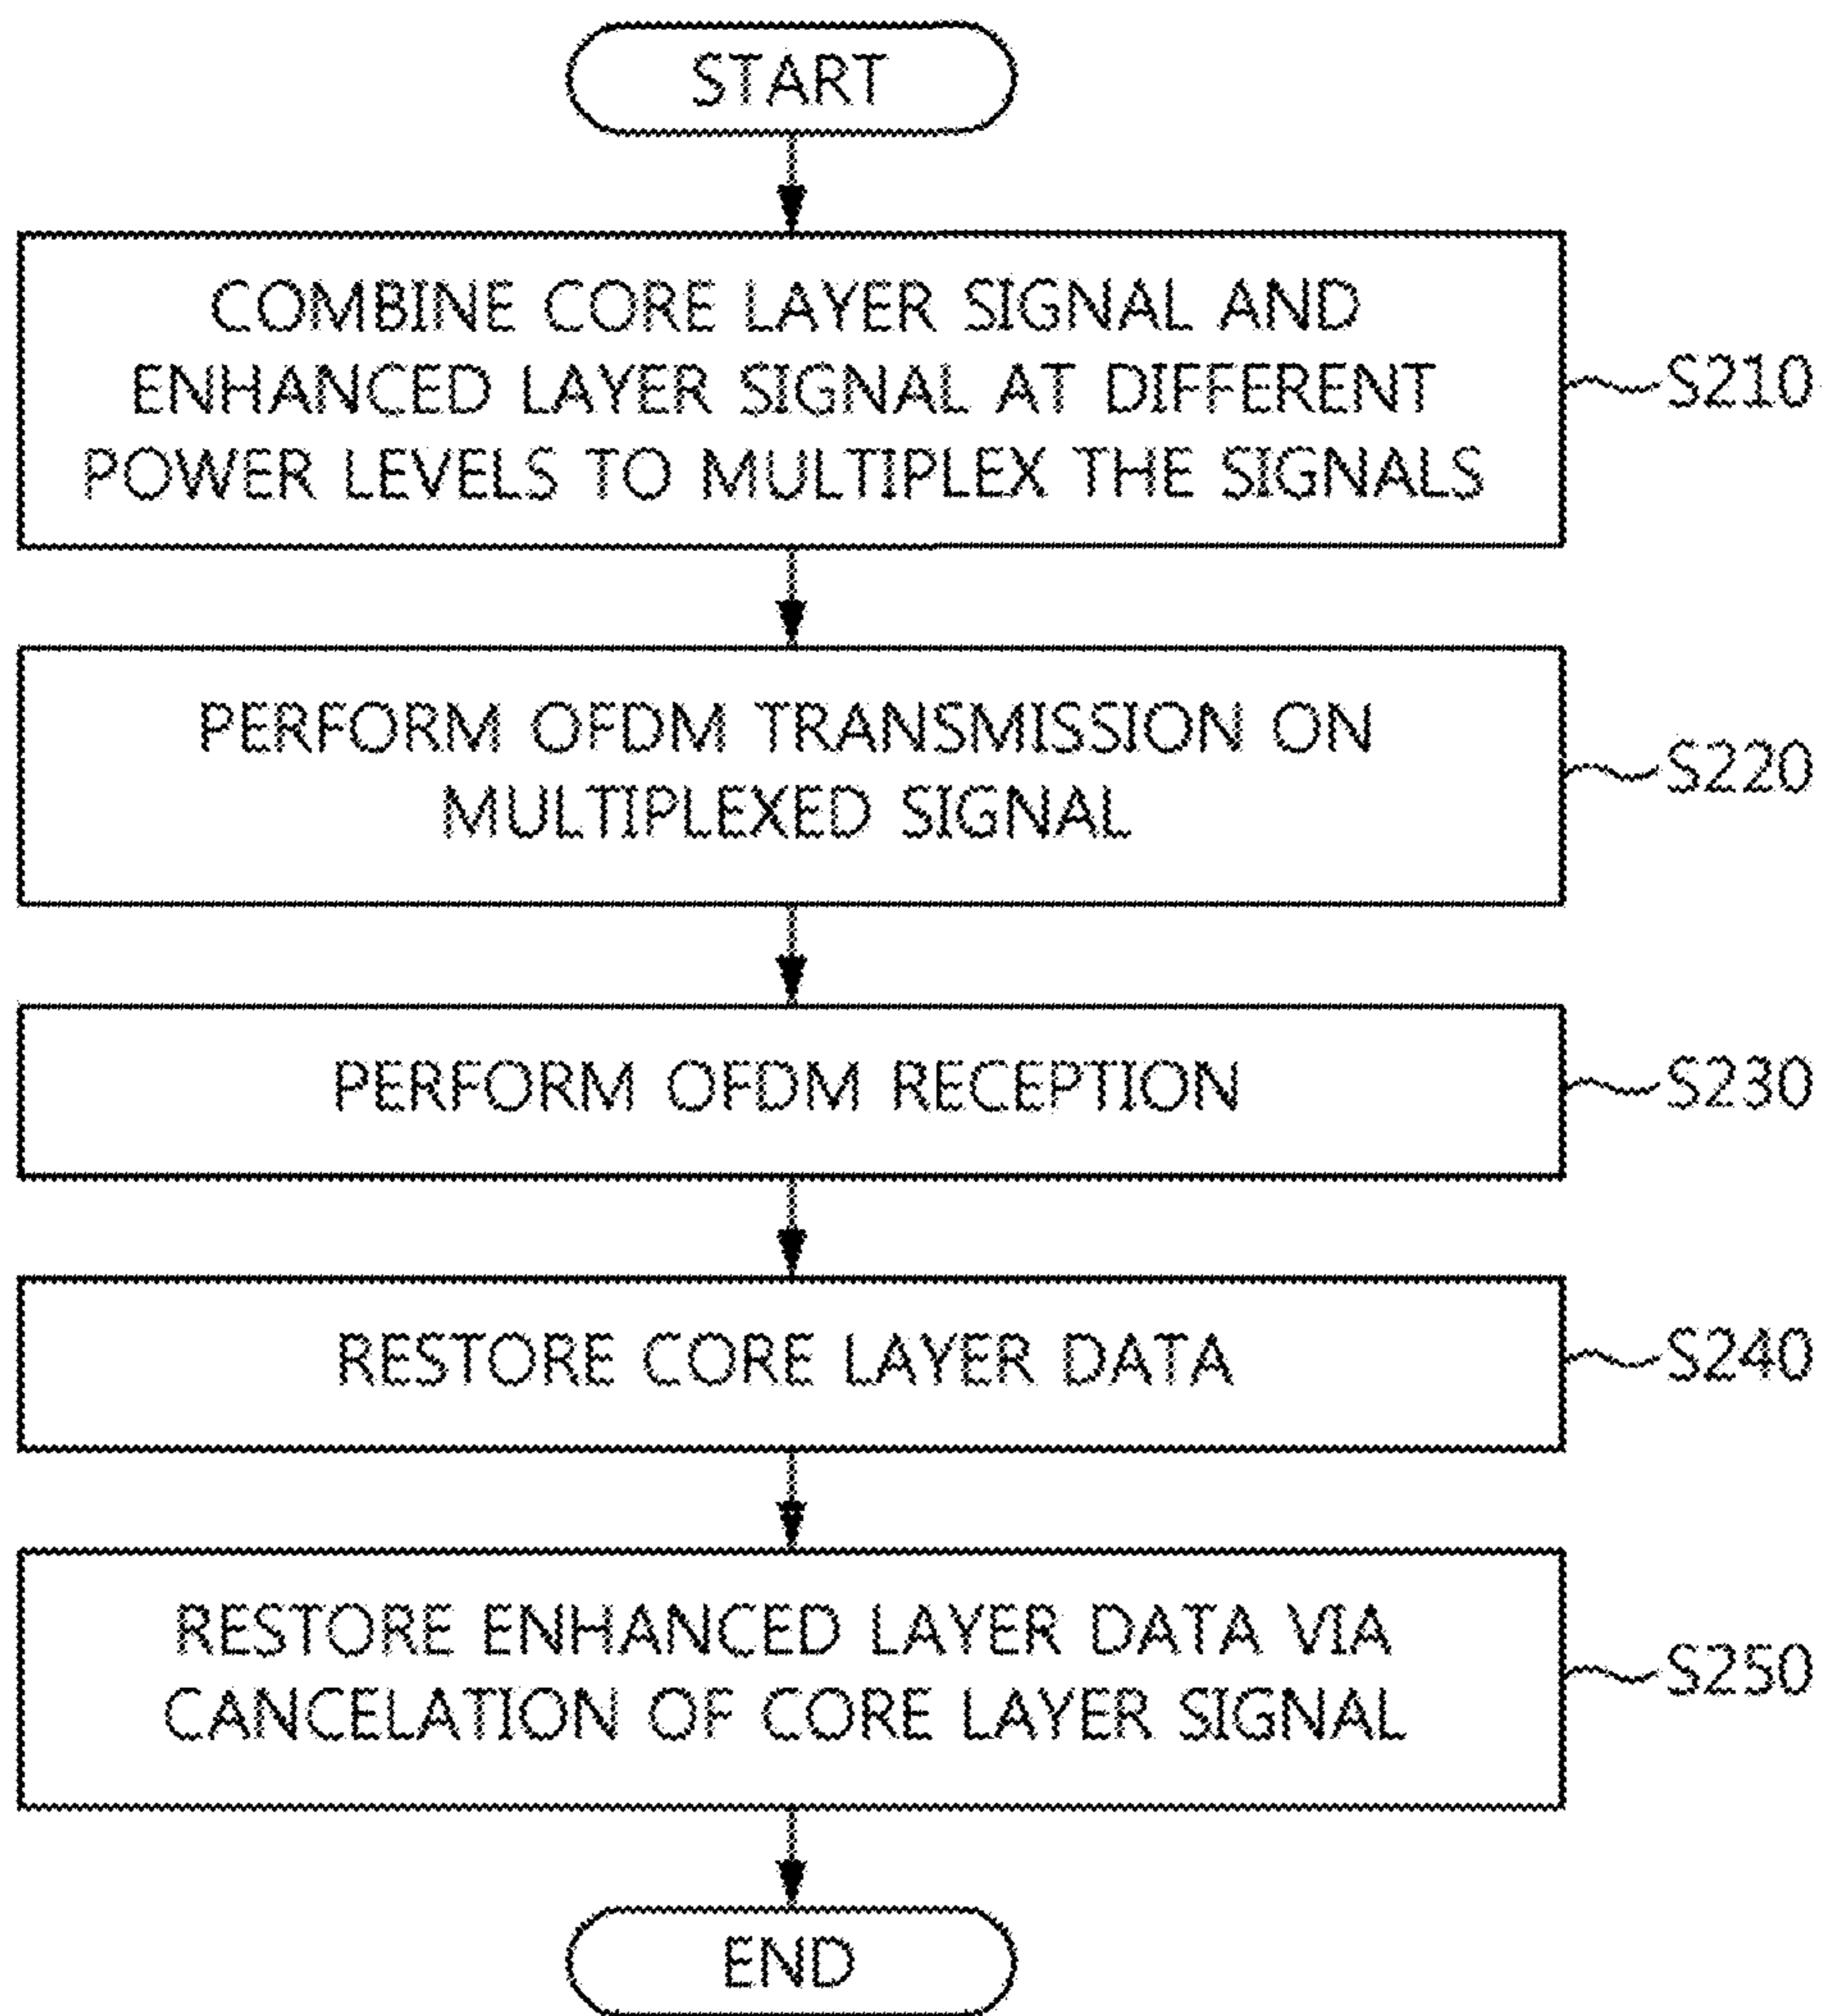 START
COMBINE CORE LAYER SIGNAL AND
ENHANCED LAYER SIGNAL AT DIFFERENT
POWER LEVELS TO MULTIPLEX THE SIGNALS
S210
PERFORM OFDM TRANSMISSION ON
MULTIPLEXED SIGNAL
S220
PERFORM OFDM RECEPTION
S230
RESTORE CORE LAYER DATA
S240
RESTORE ENHANCED LAYER DATA VIA
CANCELATION OF CORE LAYER SIGNAL
S250
END